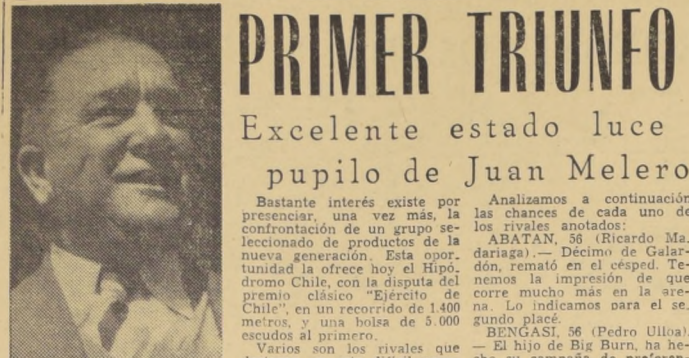 PRIMER TRIUNFO
Excelente estado luce
pupilo de Juan Melero
Bastante interés existe por
presenciar, una vez más, la
confrontación de un grupo se-
leccionado de productos de la
nueva generación. Esta opor-
tunidad la ofrece hoy el Hipó-
dromo Chile, con la disputa del
premio clásico "Ejército de
Chile", en un recorrido de 1.400
metros, y una bolsa de 5.000
escudos al primero.
Varios son los rivales que
Analizamos a continuación
las chances de cada uno de
los rivales anotados:
ABATAN, 56 (Ricardo Ma.
dariaga).— Décimo de Galar-
dón, remató en el césped. Te-
nemos la impresión de que
corre mucho más en la are-
na. Lo indicamos para el se.
gundo placé.
BENGASI, 56 (Pedro Ulloa).
— El hijo de Big Burn, ha he-